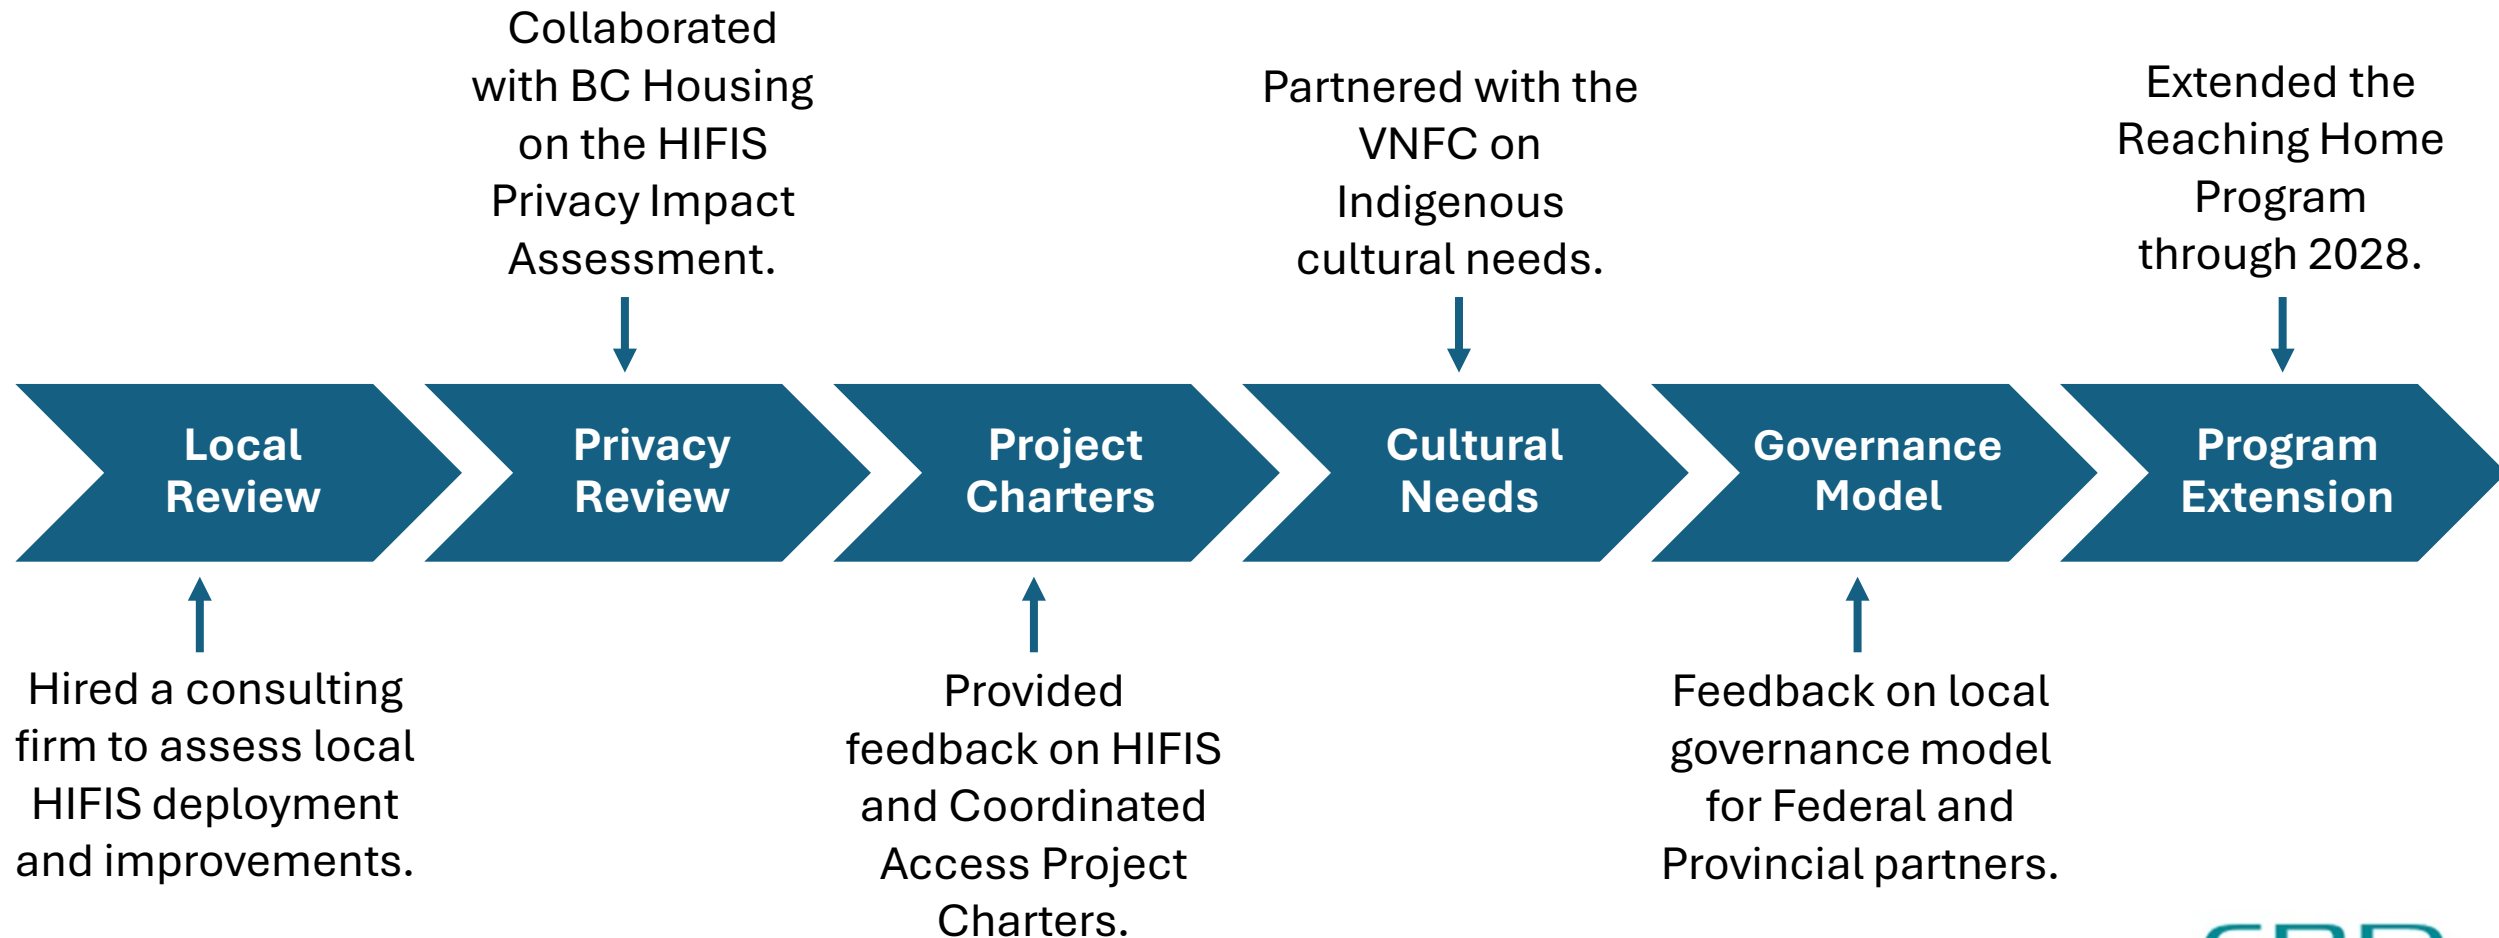 Collaborated
with BC Housing
on the HIFIS
Privacy Impact
Assessment.
Partnered with the
VNFC on
Indigenous
cultural needs.
Extended the
Reaching Home
Program
through 2028.
Local
Review
Privacy
Review
Project
Charters
Cultural
Needs
Governance
Model
Program
Extension
Hired a consulting
firm to assess local
HIFIS deployment
and improvements.
Provided
feedback on HIFIS
and Coordinated
Access Project
Charters.
Feedback on local
governance model
for Federal and
Provincial partners.